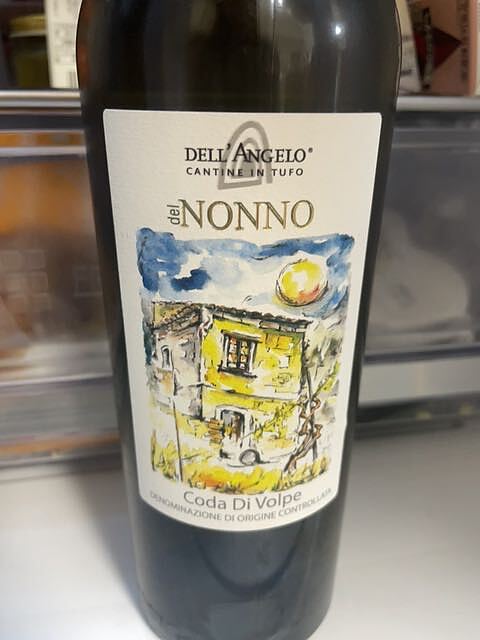 DELL'ANGELO®
CANTINE IN TUFO
del NONNO
Coda Di Volpe
DENOMINAZIONE DI ORIGINE CONTROLLATA